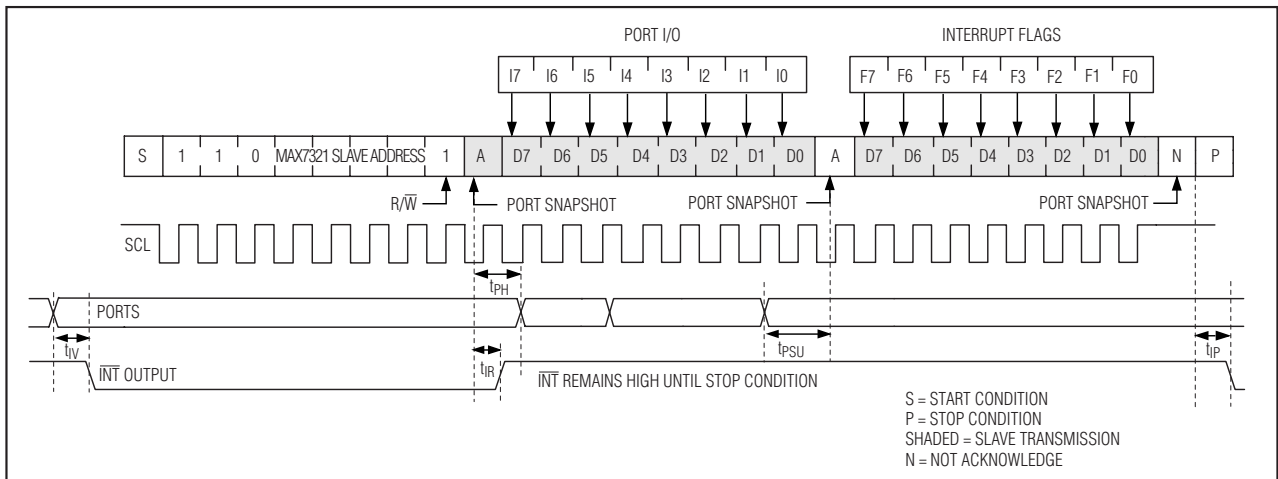 PORT I/O INTERRUPT FLAGS
I7 I6 I5 I4 I3 I2 I1 I0 F7 F6 F5 F4 F3 F2 F1 F0
S 1 1 0 MAX7321 SLAVE ADDRESS 1 A D7 D6 D5 D4 D3 D2 D1 D0 A D7 D6 D5 D4 D3 D2 D1 D0 N P
R/W̅ PORT SNAPSHOT PORT SNAPSHOT PORT SNAPSHOT
SCL
tPH
PORTS
tIV tIR tPSU tIP
I̅N̅T̅ OUTPUT I̅N̅T̅ REMAINS HIGH UNTIL STOP CONDITION
S = START CONDITION
P = STOP CONDITION
SHADED = SLAVE TRANSMISSION
N = NOT ACKNOWLEDGE